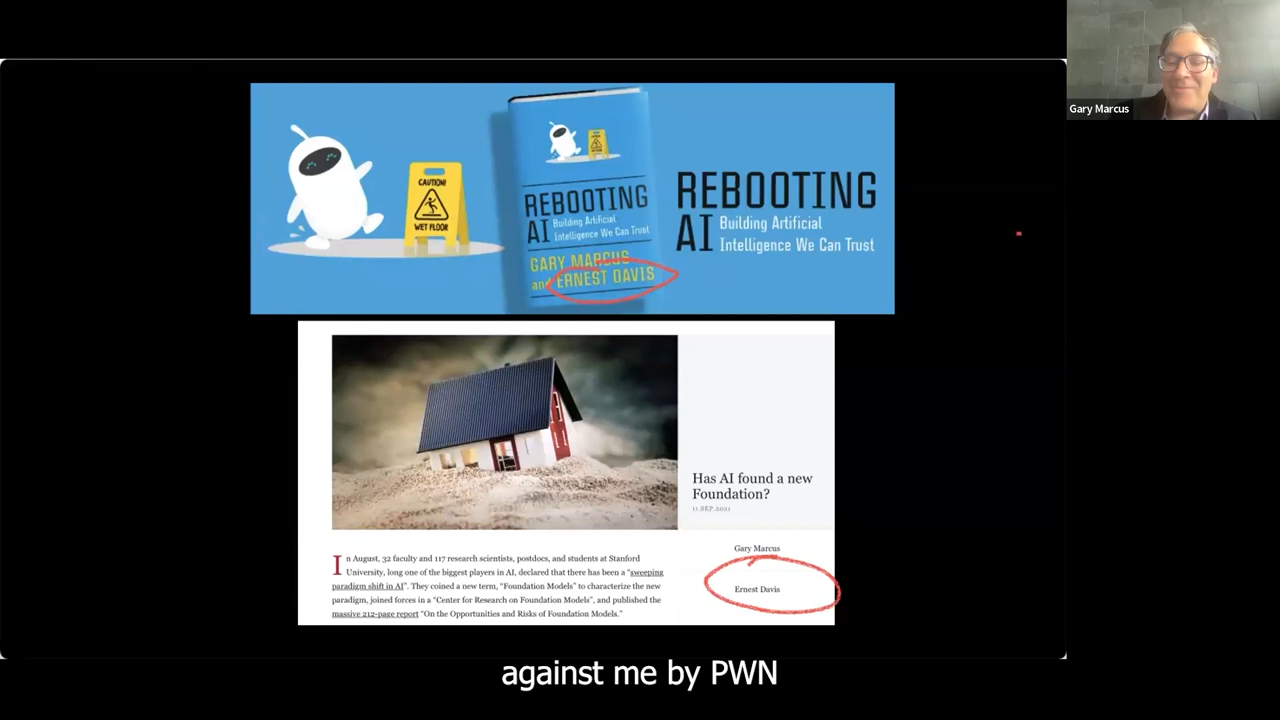 Gary Marcus
CAUTION!
WET FLOOR
REBOOTING
AI Building Artificial
Intelligence We Can Trust
GARY MARCUS
and ERNEST DAVIS
REBOOTING
AI Building Artificial
Intelligence We Can Trust
Has AI found a new
Foundation?
11.SEP.2021
In August, 32 faculty and 117 research scientists, postdocs, and students at Stanford
University, long one of the biggest players in AI, declared that there has been a “sweeping
paradigm shift in AI”. They coined a new term, “Foundation Models” to characterize the new
paradigm, joined forces in a “Center for Research on Foundation Models”, and published the
massive 212-page report “On the Opportunities and Risks of Foundation Models.”
Gary Marcus
Ernest Davis
against me by PWN